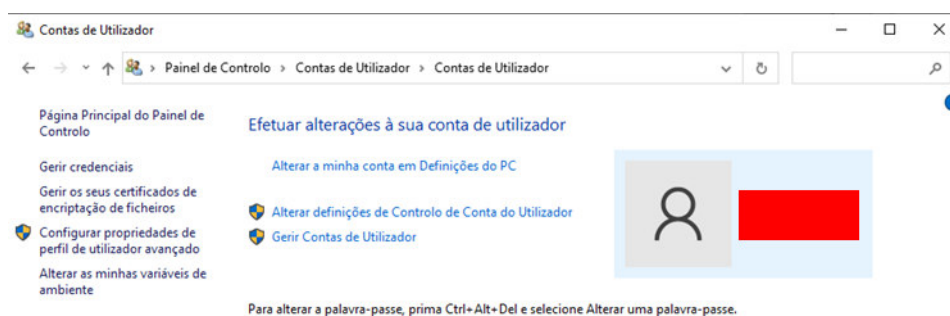 Contas de Utilizador
Painel de Controlo > Contas de Utilizador > Contas de Utilizador
Página Principal do Painel de
Controlo
Gerir credenciais
Gerir os seus certificados de
encriptação de ficheiros
Configurar propriedades de
perfil de utilizador avançado
Alterar as minhas variáveis de
ambiente
Efetuar alterações à sua conta de utilizador
Alterar a minha conta em Definições do PC
Alterar definições de Controlo de Conta do Utilizador
Gerir Contas de Utilizador
Para alterar a palavra-passe, prima Ctrl+Alt+Del e selecione Alterar uma palavra-passe.